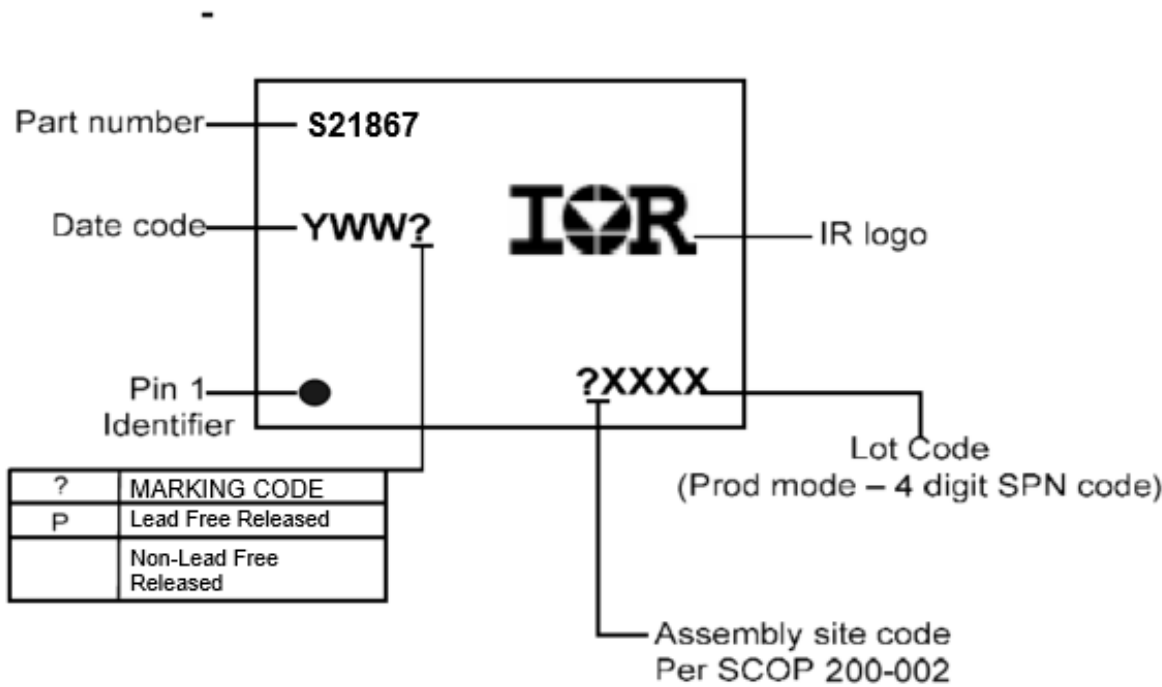 -
Part number
S21867
Date code
YWW?
IOR
IR logo
Pin 1
Identifier
?XXXX
Lot Code
(Prod mode – 4 digit SPN code)
? MARKING CODE
P Lead Free Released
Non-Lead Free
Released
Assembly site code
Per SCOP 200-002